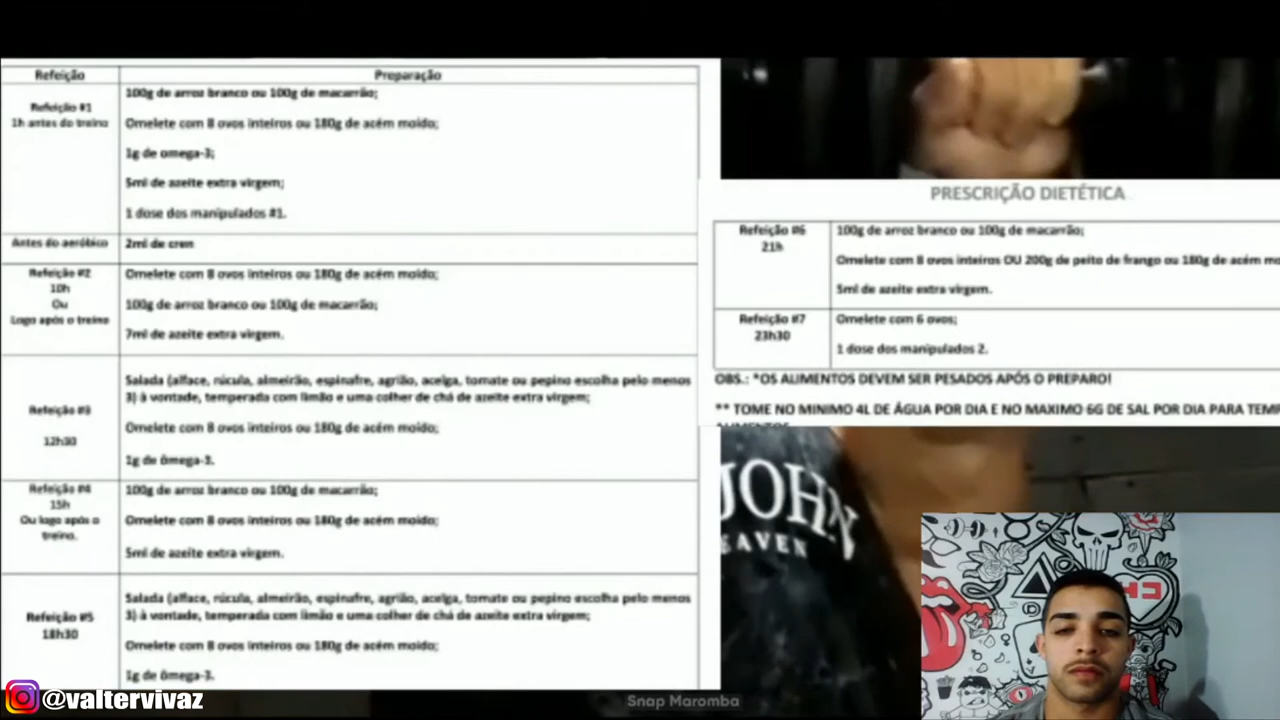 Refeição
Preparação
Refeição #1
1h antes do treino
100g de arroz branco ou 100g de macarrão;
Omelete com 8 ovos inteiros ou 180g de acém moído;
1g de omega-3;
5ml de azeite extra virgem;
1 dose dos manipulados #1.
Antes do aeróbico
2ml de cren
Refeição #2
10h
Ou
Logo após o treino
Omelete com 8 ovos inteiros ou 180g de acém moído;
100g de arroz branco ou 100g de macarrão;
7ml de azeite extra virgem.
Refeição #3
12h30
Salada (alface, rúcula, almeirão, espinafre, agrião, acelga, tomate ou pepino escolha pelo menos
3) à vontade, temperada com limão e uma colher de chá de azeite extra virgem;
Omelete com 8 ovos inteiros ou 180g de acém moído;
1g de ômega-3.
Refeição #4
15h
Ou logo após o
treino.
100g de arroz branco ou 100g de macarrão;
Omelete com 8 ovos inteiros ou 180g de acém moído;
5ml de azeite extra virgem.
Refeição #5
18h30
Salada (alface, rúcula, almeirão, espinafre, agrião, acelga, tomate ou pepino escolha pelo menos
3) à vontade, temperada com limão e uma colher de chá de azeite extra virgem;
Omelete com 8 ovos inteiros ou 180g de acém moído;
1g de ômega-3.
PRESCRIÇÃO DIETÉTICA
Refeição #6
21h
100g de arroz branco ou 100g de macarrão;
Omelete com 8 ovos inteiros OU 200g de peito de frango ou 180g de acém mo
5ml de azeite extra virgem.
Refeição #7
23h30
Omelete com 6 ovos;
1 dose dos manipulados 2.
OBS.: *OS ALIMENTOS DEVEM SER PESADOS APÓS O PREPARO!
** TOME NO MINIMO 4L DE ÁGUA POR DIA E NO MAXIMO 6G DE SAL POR DIA PARA TEMP
JOHN
EAVEN
@valtervivaz
Snap Maromba